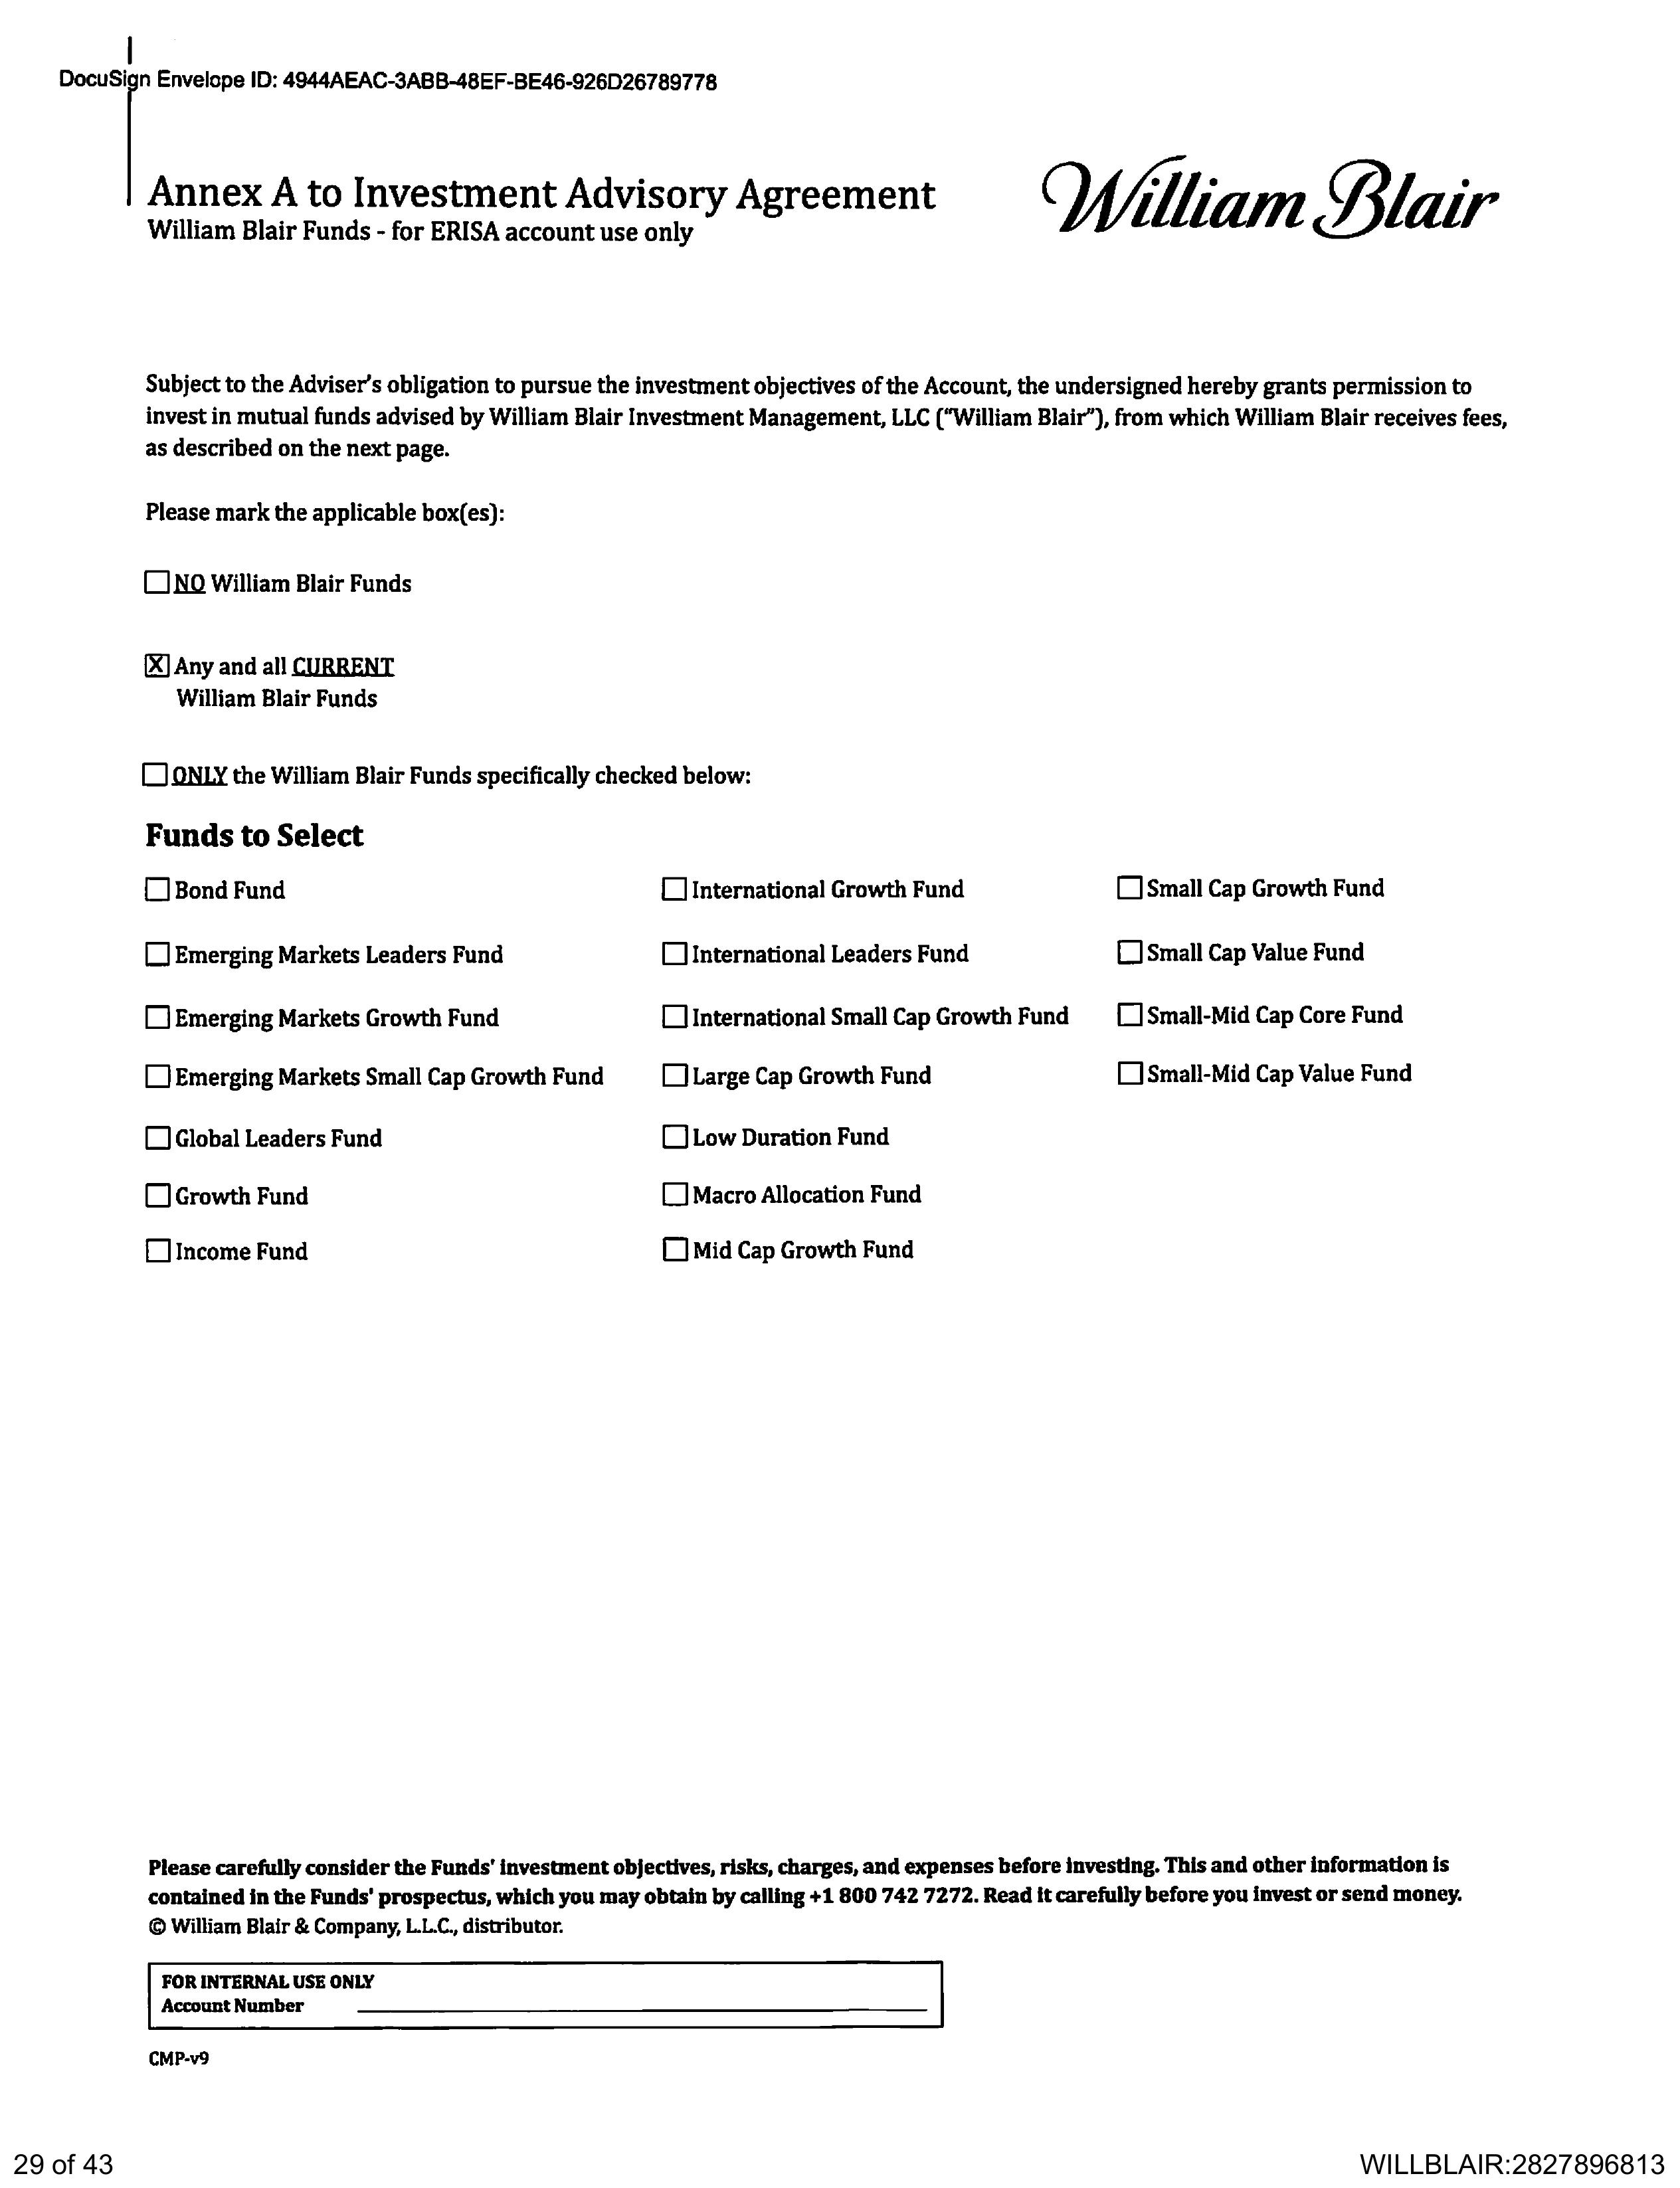 DocuSign Envelope ID: 4944AEAC-3ABB-48EF-BE46-926D26789778
Annex A to Investment Advisory Agreement
William Blair Funds - for ERISA account use only
William Blair
Subject to the Adviser's obligation to pursue the investment objectives of the Account, the undersigned hereby grants permission to
invest in mutual funds advised by William Blair Investment Management, LLC ("William Blair"), from which William Blair receives fees,
as described on the next page.
Please mark the applicable box(es):
☐ NO William Blair Funds
☒ Any and all CURRENT
William Blair Funds
☐ ONLY the William Blair Funds specifically checked below:
Funds to Select
☐ Bond Fund
☐ Emerging Markets Leaders Fund
☐ Emerging Markets Growth Fund
☐ Emerging Markets Small Cap Growth Fund
☐ Global Leaders Fund
☐ Growth Fund
☐ Income Fund
☐ International Growth Fund
☐ International Leaders Fund
☐ International Small Cap Growth Fund
☐ Large Cap Growth Fund
☐ Low Duration Fund
☐ Macro Allocation Fund
☐ Mid Cap Growth Fund
☐ Small Cap Growth Fund
☐ Small Cap Value Fund
☐ Small-Mid Cap Core Fund
☐ Small-Mid Cap Value Fund
Please carefully consider the Funds' investment objectives, risks, charges, and expenses before investing. This and other information is
contained in the Funds' prospectus, which you may obtain by calling +1 800 742 7272. Read it carefully before you invest or send money.
© William Blair & Company, L.L.C., distributor.
FOR INTERNAL USE ONLY
Account Number
CMP-v9
29 of 43
WILLBLAIR:2827896813